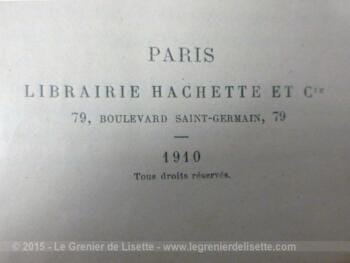 PARIS
LIBRAIRIE HACHETTE ET Cie
79, BOULEVARD SAINT-GERMAIN, 79
1910
Tous droits réservés.
© 2015 - Le Grenier de Lisette - www.legrenierdelisette.com